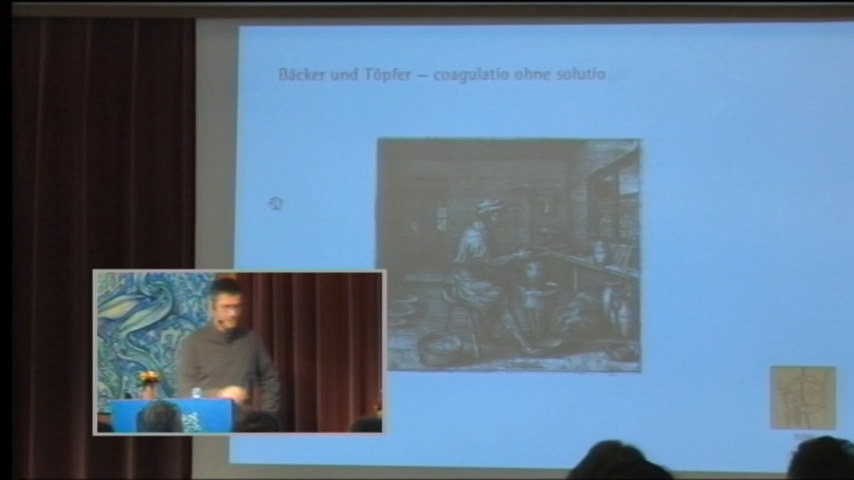 Bäcker und Töpfer – coagulatio ohne solutio